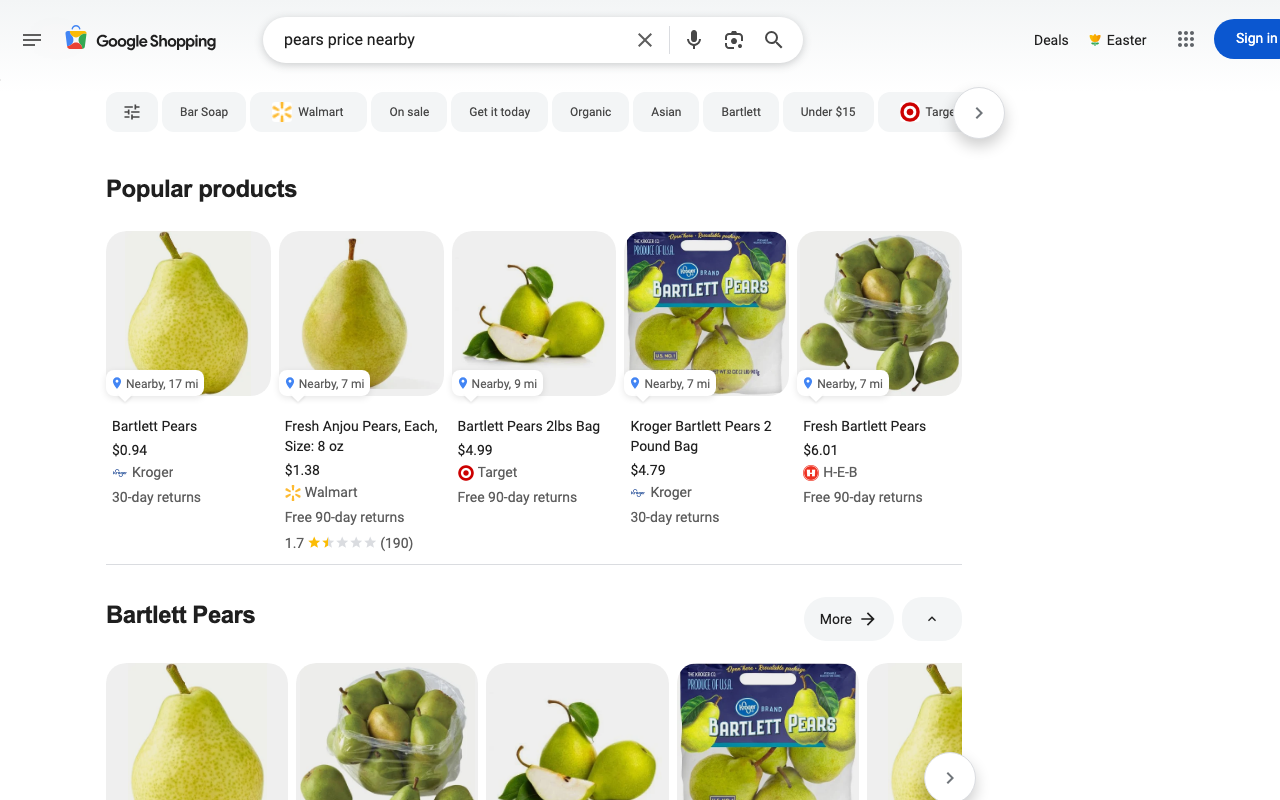 Google Shopping
pears price nearby
Deals
Easter
Sign in
Bar Soap
Walmart
On sale
Get it today
Organic
Asian
Bartlett
Under $15
Targe
Popular products
Nearby, 17 mi
Bartlett Pears
$0.94
Kroger
30-day returns
Nearby, 7 mi
Fresh Anjou Pears, Each,
Size: 8 oz
$1.38
Walmart
Free 90-day returns
1.7
(190)
Nearby, 9 mi
Bartlett Pears 2lbs Bag
$4.99
Target
Free 90-day returns
THE KROGER CO.
PRODUCE OF U.S.A.
Open here • Resealable package
Kroger
BRAND
BARTLETT PEARS
U.S. NO. 1
Nearby, 7 mi
Kroger Bartlett Pears 2
Pound Bag
$4.79
Kroger
30-day returns
Nearby, 7 mi
Fresh Bartlett Pears
$6.01
H-E-B
Free 90-day returns
Bartlett Pears
More
THE KROGER CO.
PRODUCE OF U.S.A.
Open here • Resealable package
Kroger
BRAND
BARTLETT PEARS